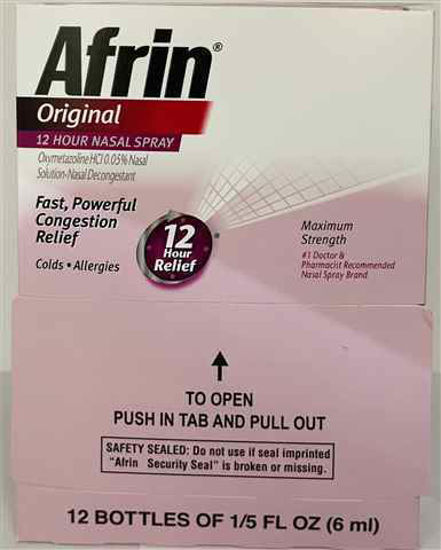 Afrin®
Original
12 HOUR NASAL SPRAY
Oxymetazoline HCl 0.05% Nasal
Solution-Nasal Decongestant
Fast, Powerful
Congestion
Relief
Colds • Allergies
12
Hour
Relief
Maximum
Strength
#1 Doctor &
Pharmacist Recommended
Nasal Spray Brand
TO OPEN
PUSH IN TAB AND PULL OUT
SAFETY SEALED: Do not use if seal imprinted
“Afrin Security Seal” is broken or missing.
12 BOTTLES OF 1/5 FL OZ (6 ml)